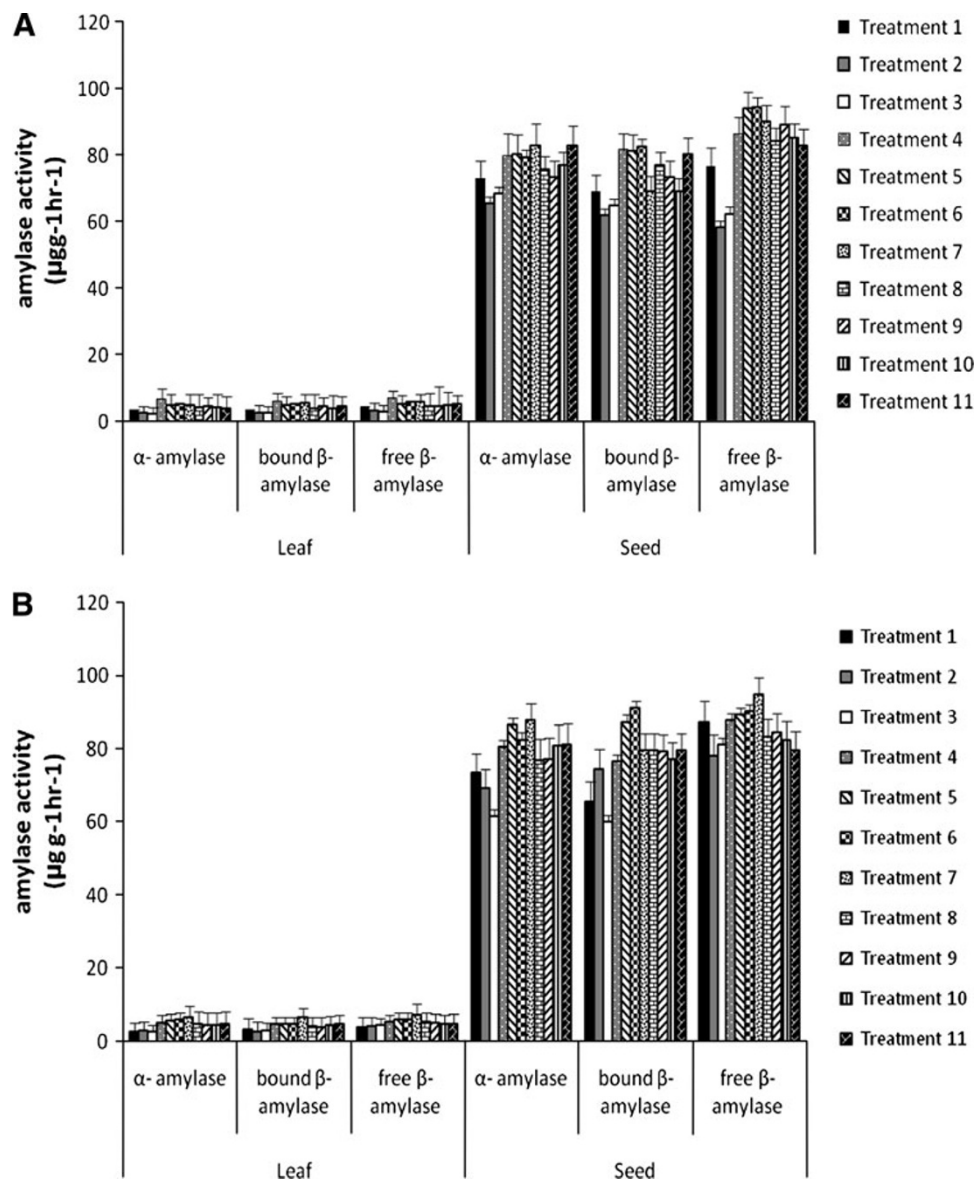 A
120
100
80
60
40
20
0
amylase activity
(µgg-1hr-1)
α- amylase
bound β-
amylase
free β-
amylase
α- amylase
bound β-
amylase
free β-
amylase
Leaf
Seed
Treatment 1
Treatment 2
Treatment 3
Treatment 4
Treatment 5
Treatment 6
Treatment 7
Treatment 8
Treatment 9
Treatment 10
Treatment 11
B
120
100
80
60
40
20
0
amylase activity
(µg g-1hr-1)
α- amylase
bound β-
amylase
free β-
amylase
α- amylase
bound β-
amylase
free β-
amylase
Leaf
Seed
Treatment 1
Treatment 2
Treatment 3
Treatment 4
Treatment 5
Treatment 6
Treatment 7
Treatment 8
Treatment 9
Treatment 10
Treatment 11